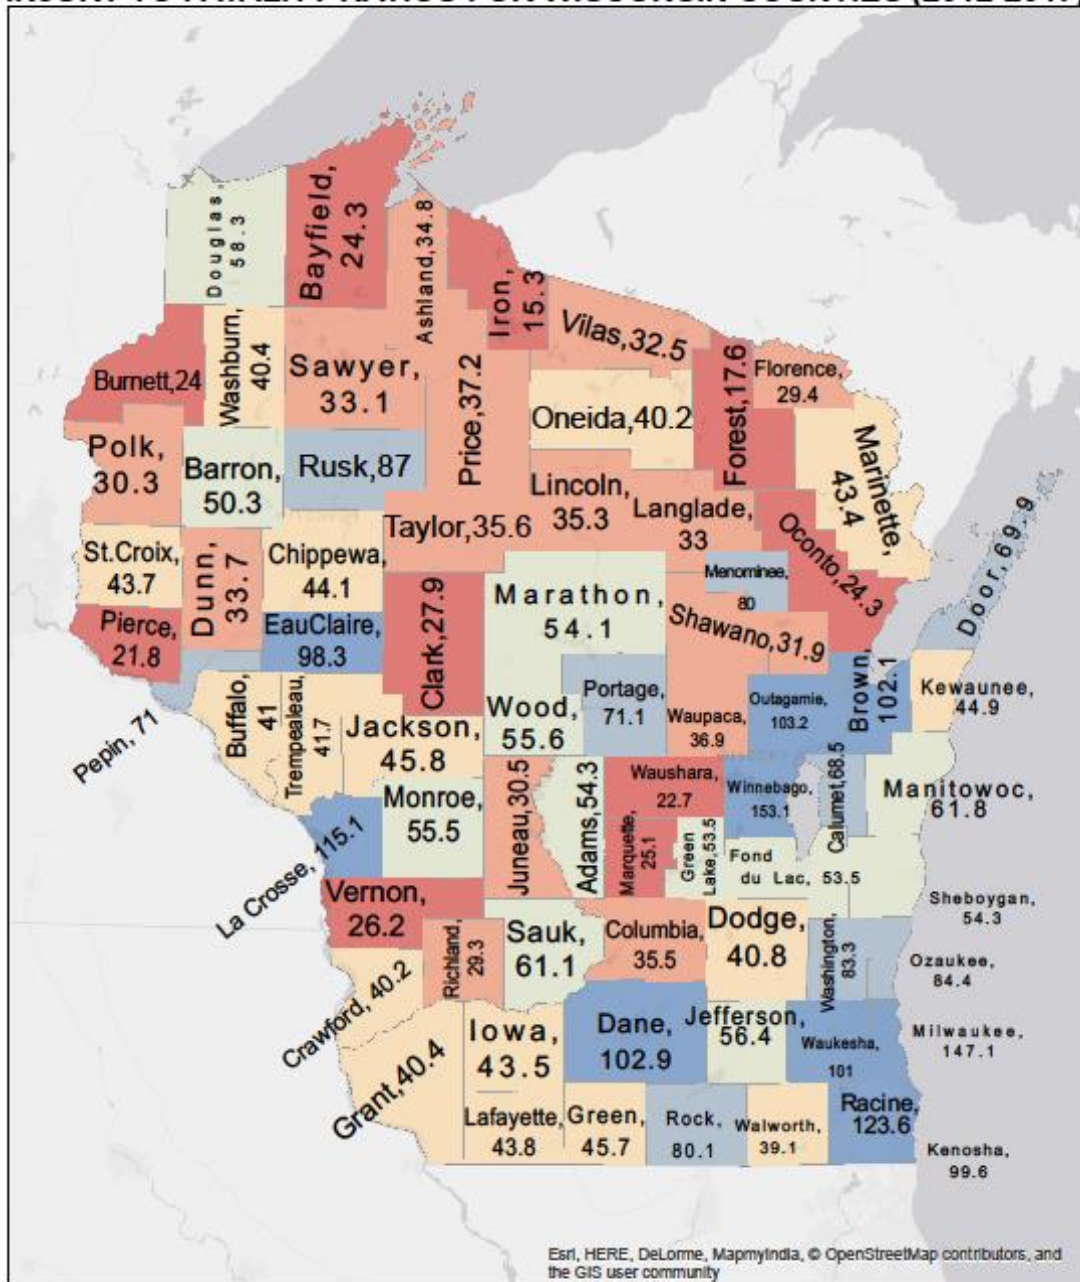 INJURY TO FATALITY RATIOS FOR WISCONSIN COUNTIES (2012-2017)
Douglas,
58.3
Bayfield,
24.3
Ashland,34.8
Iron,
15.3
Vilas,32.5
Burnett,24
Washburn,
40.4
Sawyer,
33.1
Price,37.2
Oneida,40.2
Forest,17.6
Florence,
29.4
Marinette,
43.4
Polk,
30.3
Barron,
50.3
Rusk,87
Taylor,35.6
Lincoln,
35.3
Langlade,
33
Oconto,24.3
Door,69.9
St.Croix,
43.7
Dunn,
33.7
Chippewa,
44.1
Clark,27.9
Marathon,
54.1
Menominee,
80
Shawano,31.9
Pierce,
21.8
EauClaire,
98.3
Pepin, 71
Buffalo,
41
Trempealeau,
41.7
Jackson,
45.8
Wood,
55.6
Portage,
71.1
Waupaca,
36.9
Outagamie,
103.2
Brown,
102.1
Kewaunee,
44.9
La Crosse, 115.1
Monroe,
55.5
Juneau,30.5
Adams,54.3
Waushara,
22.7
Winnebago,
153.1
Calumet,68.5
Manitowoc,
61.8
Marquette,
25.1
Green
Lake,53.5
Fond
du Lac, 53.5
Sheboygan,
54.3
Vernon,
26.2
Richland,
29.3
Sauk,
61.1
Columbia,
35.5
Dodge,
40.8
Washington,
83.3
Ozaukee,
84.4
Crawford, 40.2
Grant,40.4
Iowa,
43.5
Dane,
102.9
Jefferson,
56.4
Waukesha,
101
Milwaukee,
147.1
Lafayette,
43.8
Green,
45.7
Rock,
80.1
Walworth,
39.1
Racine,
123.6
Kenosha,
99.6
Esri, HERE, DeLorme, MapmyIndia, © OpenStreetMap contributors, and
the GIS user community